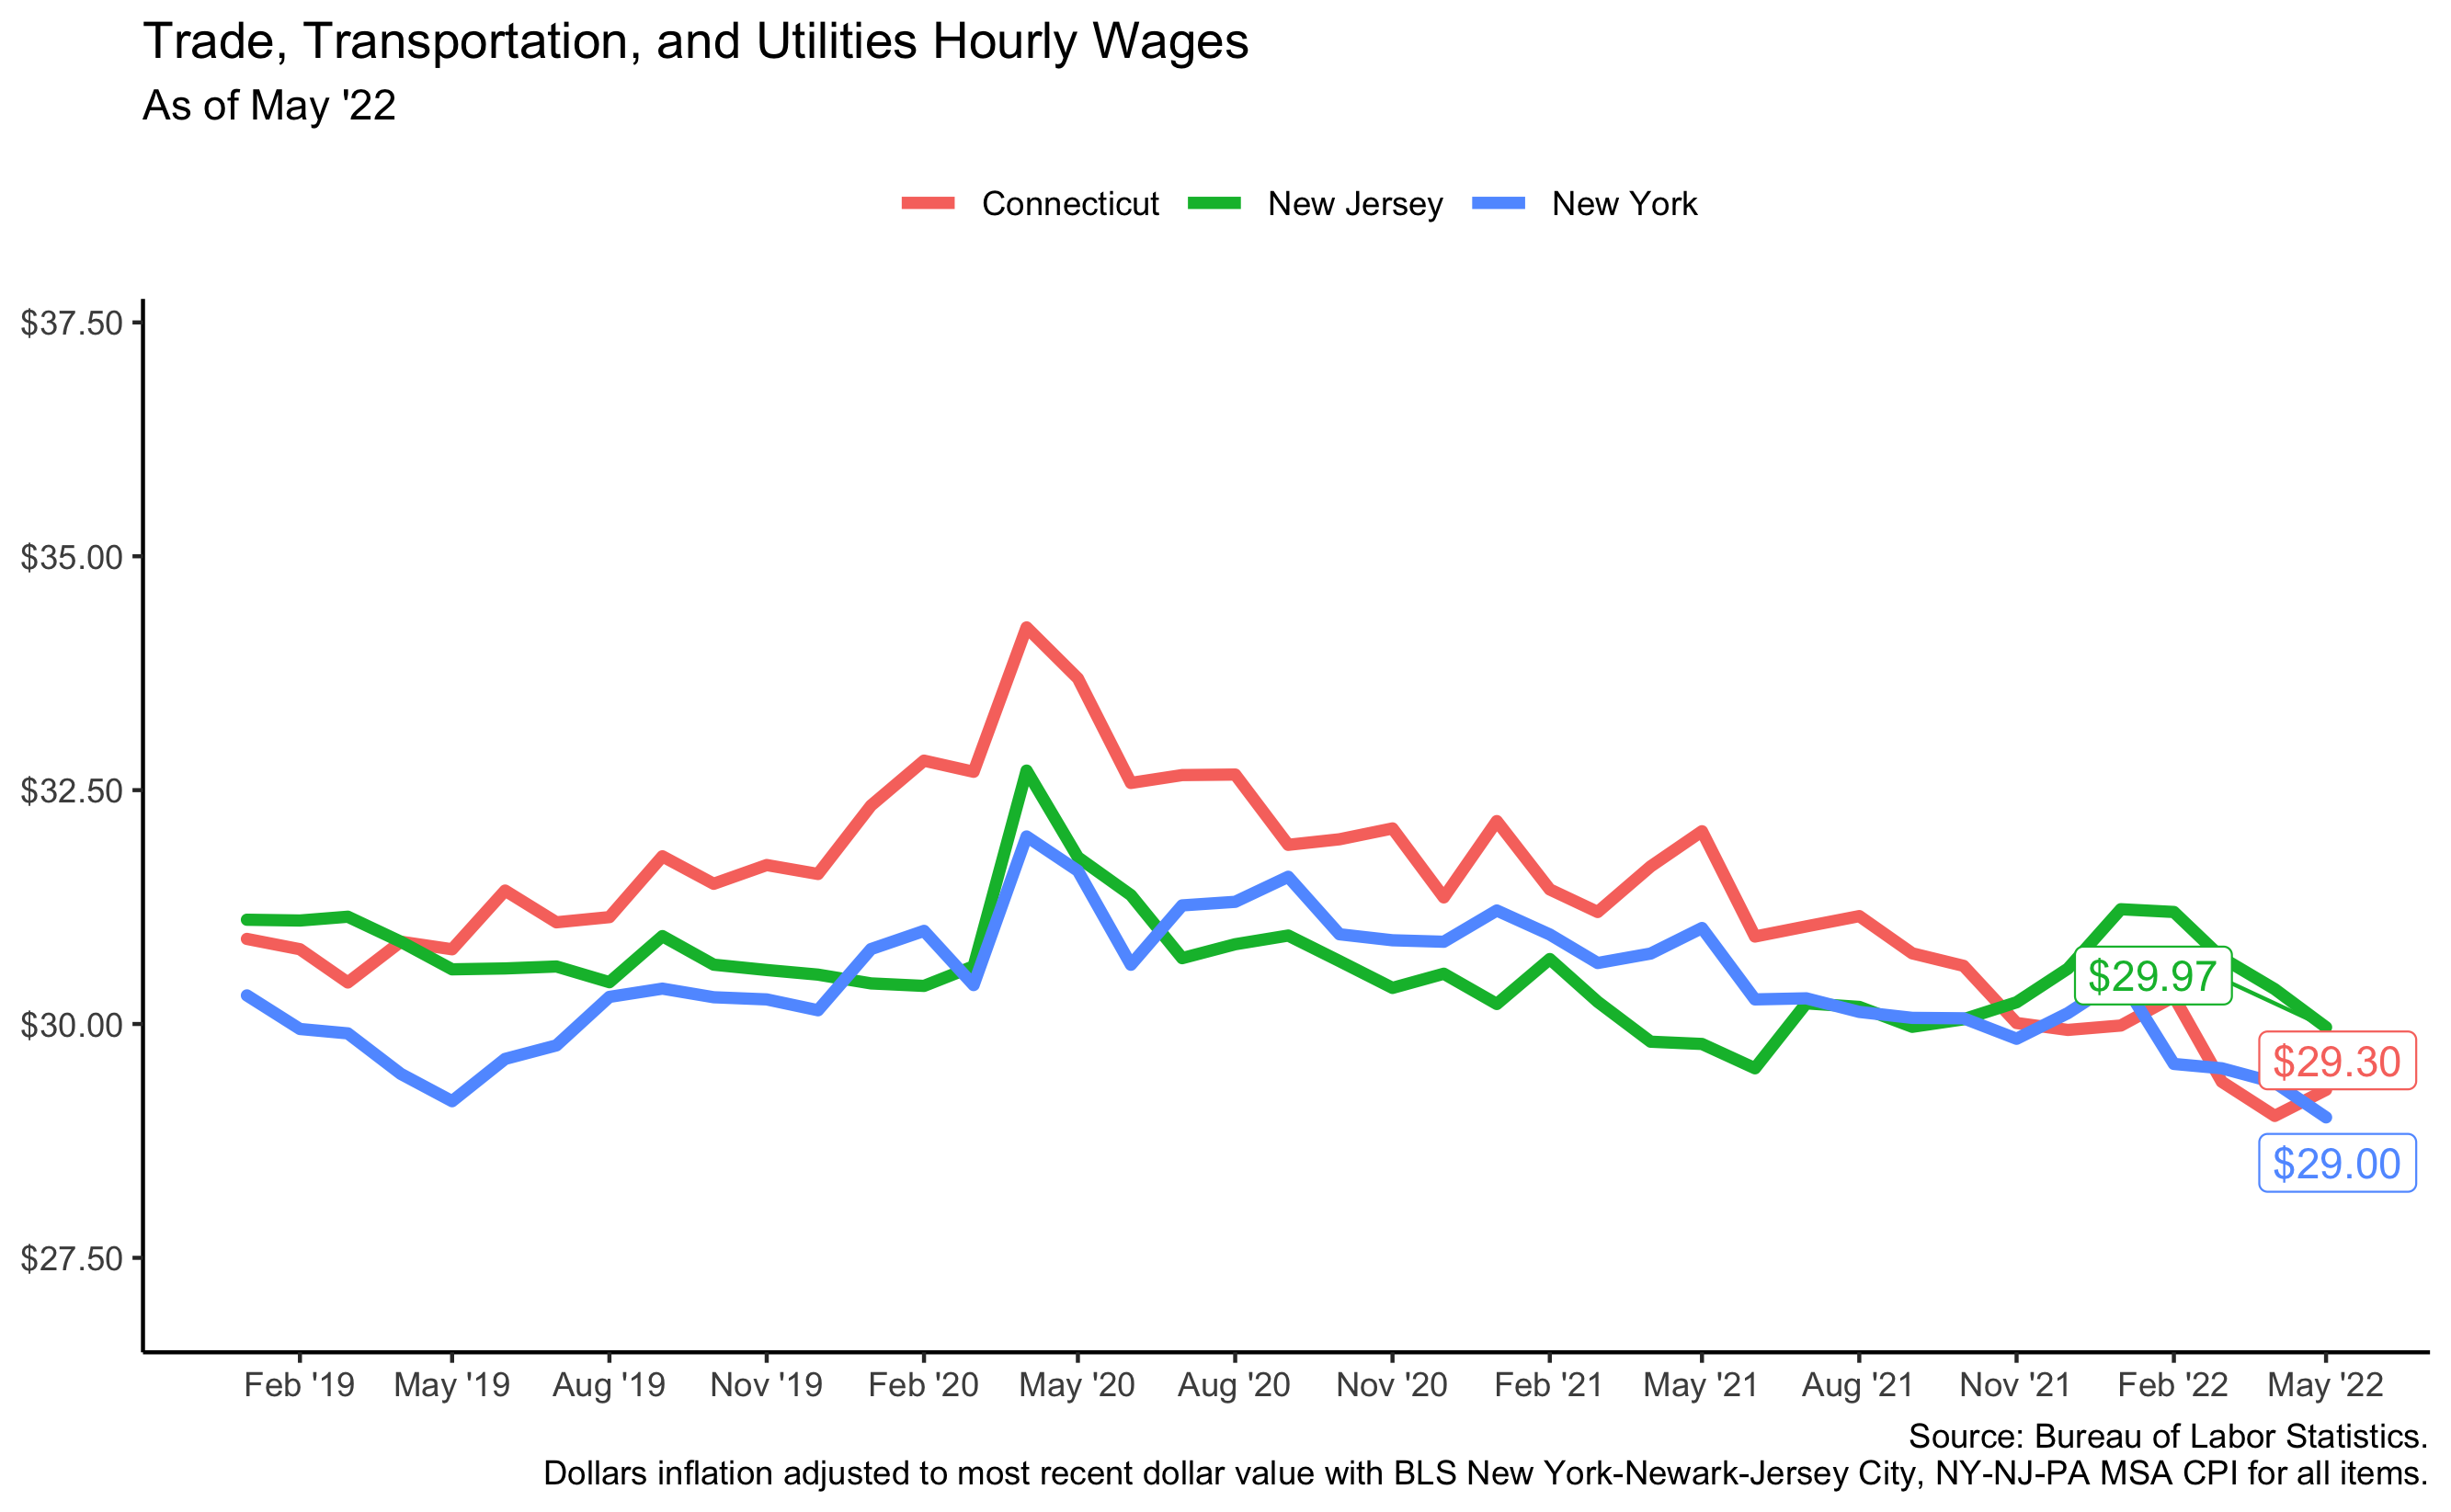 Trade, Transportation, and Utilities Hourly Wages
As of May '22
Connecticut New Jersey New York
$37.50
$35.00
$32.50
$30.00
$27.50
$29.97
$29.30
$29.00
Feb '19 May '19 Aug '19 Nov '19 Feb '20 May '20 Aug '20 Nov '20 Feb '21 May '21 Aug '21 Nov '21 Feb '22 May '22
Source: Bureau of Labor Statistics.
Dollars inflation adjusted to most recent dollar value with BLS New York-Newark-Jersey City, NY-NJ-PA MSA CPI for all items.